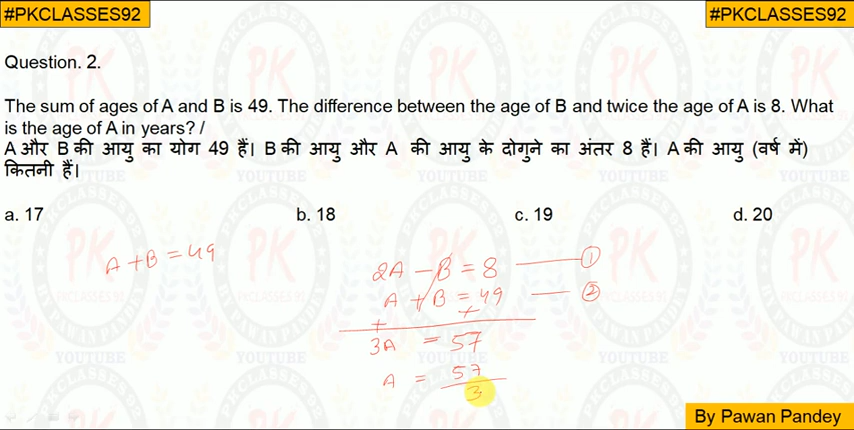 #PKCLASSES92
#PKCLASSES92
Question. 2.
The sum of ages of A and B is 49. The difference between the age of B and twice the age of A is 8. What
is the age of A in years? /
A और B की आयु का योग 49 हैं। B की आयु और A की आयु के दोगुने का अंतर 8 हैं। A की आयु (वर्ष में)
कितनी हैं।
a. 17 b. 18 c. 19 d. 20
A + B = 49
2A - B = 8 ①
A + B = 49 ②
+ +
3A = 57
A = 57
3
By Pawan Pandey